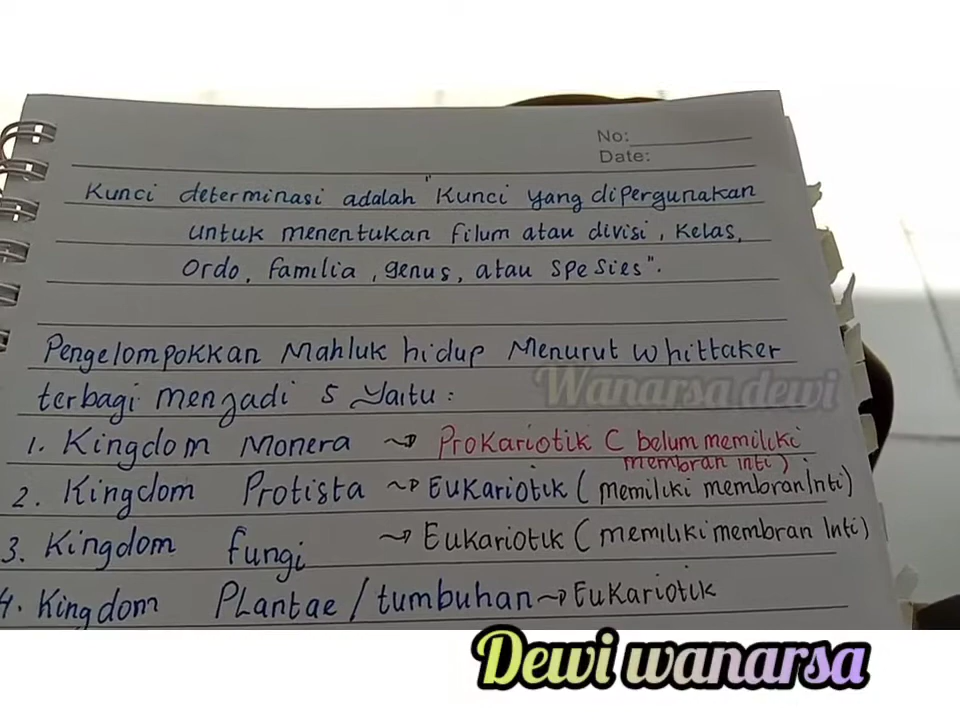 No:
Date:
Kunci determinasi adalah "Kunci yang dipergunakan
untuk menentukan filum atau divisi, Kelas,
Ordo, familia, genus, atau spesies".
Pengelompokkan Mahluk hidup Menurut Whittaker
terbagi menjadi 5 yaitu:
Wanarsa dewi
1. Kingdom Monera ~> Prokariotik ( belum memiliki
membran inti)
2. Kingdom Protista ~> Eukariotik ( memiliki membran Inti)
3. Kingdom fungi ~> Eukariotik ( memiliki membran Inti)
4. Kingdom Plantae / tumbuhan ~> Eukariotik
Dewi wanarsa